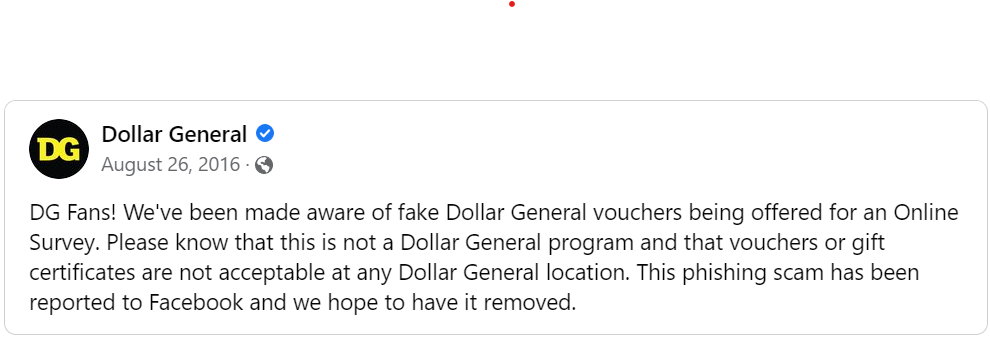 DG
Dollar General
August 26, 2016 ·
DG Fans! We've been made aware of fake Dollar General vouchers being offered for an Online
Survey. Please know that this is not a Dollar General program and that vouchers or gift
certificates are not acceptable at any Dollar General location. This phishing scam has been
reported to Facebook and we hope to have it removed.